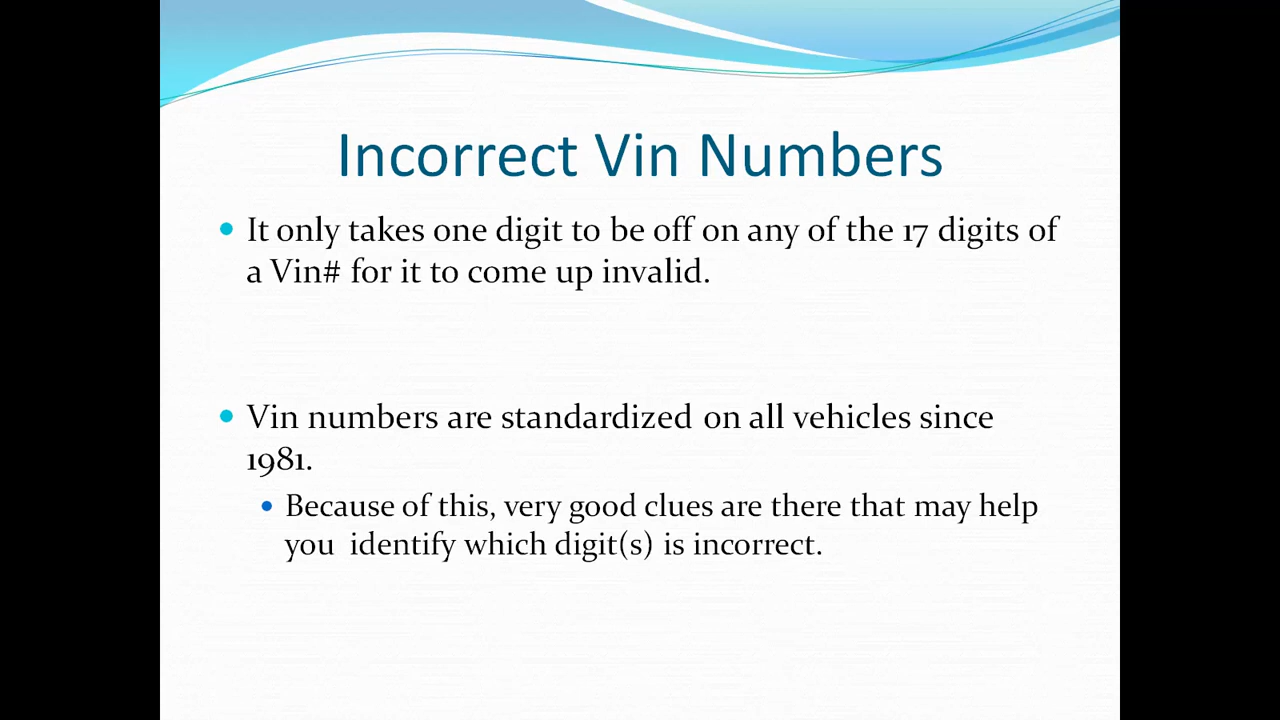 Incorrect Vin Numbers
It only takes one digit to be off on any of the 17 digits of
a Vin# for it to come up invalid.
Vin numbers are standardized on all vehicles since
1981.
Because of this, very good clues are there that may help
you  identify which digit(s) is incorrect.